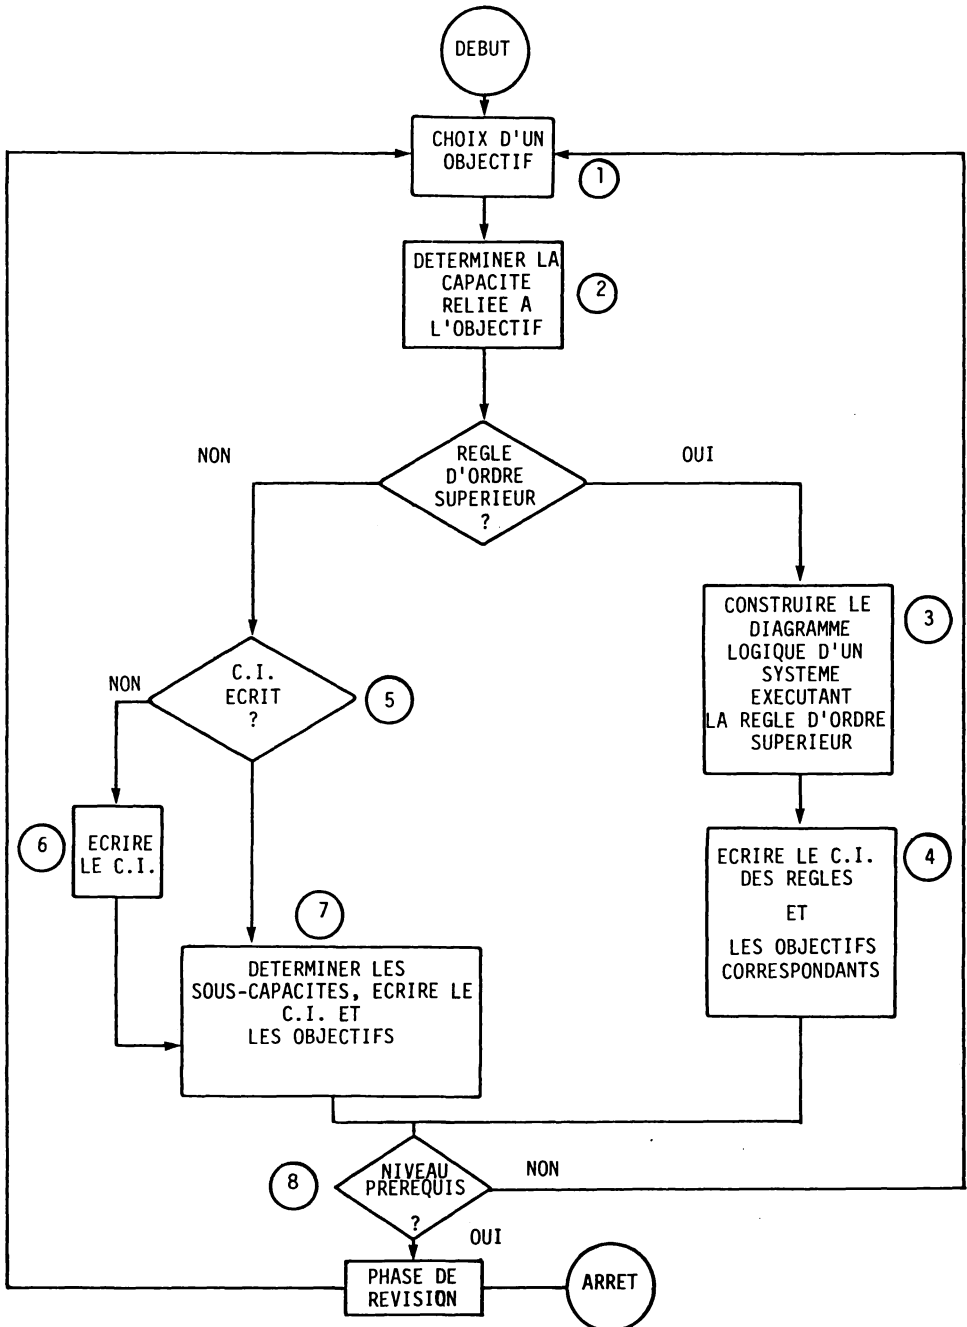 DEBUT
CHOIX D'UN
OBJECTIF
1
DETERMINER LA
CAPACITE
RELIEE A
L'OBJECTIF
2
REGLE
D'ORDRE
SUPERIEUR
?
NON
OUI
CONSTRUIRE LE
DIAGRAMME
LOGIQUE D'UN
SYSTEME
EXECUTANT
LA REGLE D'ORDRE
SUPERIEUR
3
C.I.
ECRIT
?
5
NON
6
ECRIRE
LE C.I.
ECRIRE LE C.I.
DES REGLES
ET
LES OBJECTIFS
CORRESPONDANTS
4
7
DETERMINER LES
SOUS-CAPACITES, ECRIRE LE
C.I. ET
LES OBJECTIFS
8
NIVEAU
PREREQUIS
?
NON
OUI
PHASE DE
REVISION
ARRET